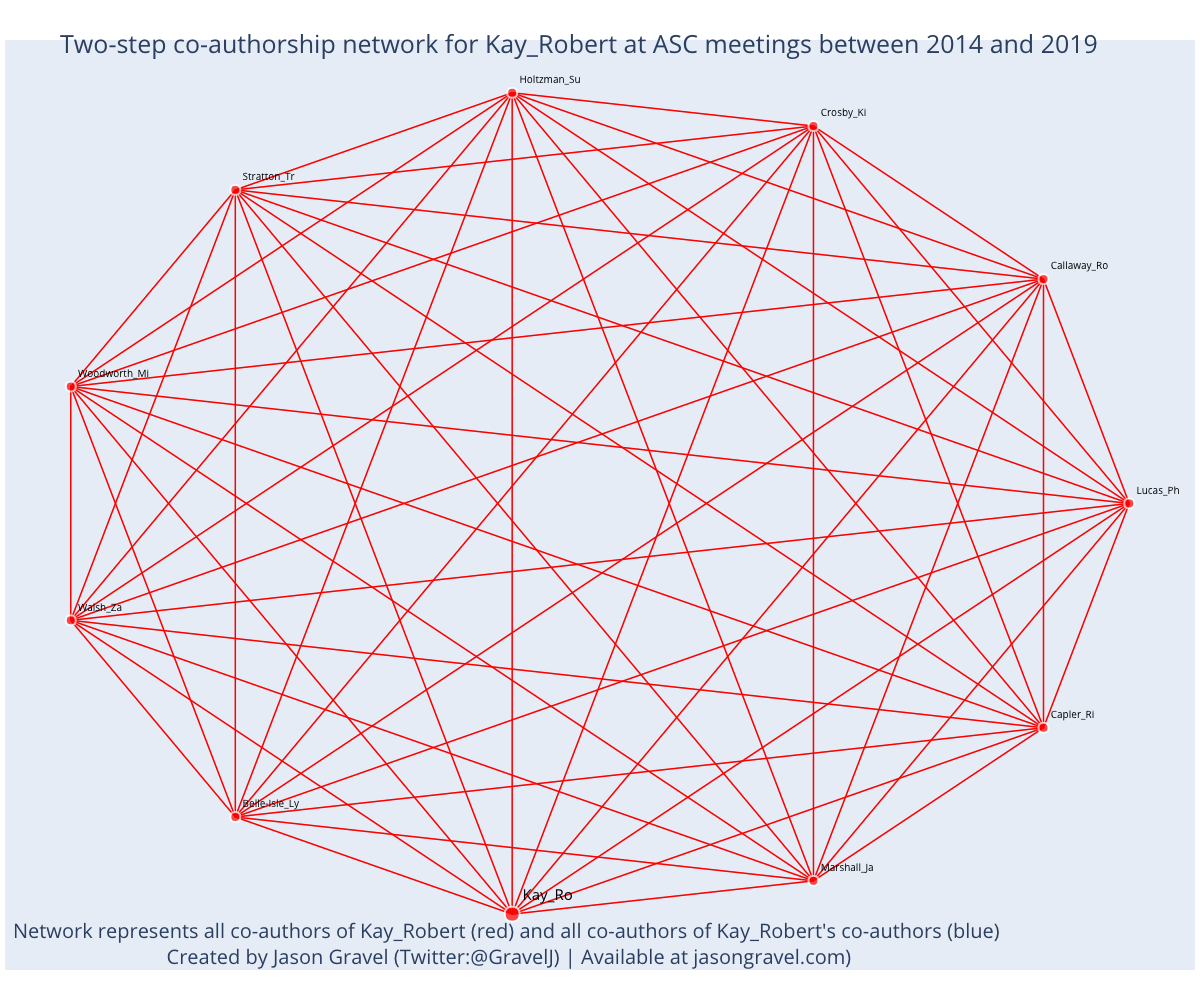 Two-step co-authorship network for Kay_Robert at ASC meetings between 2014 and 2019
Holtzman_Su
Crosby_Ki
Stratton_Tr
Callaway_Ro
Woodworth_Mi
Lucas_Ph
Walsh_Za
Capler_Ri
Belle-Isle_Ly
Marshall_Ja
Kay_Ro
Network represents all co-authors of Kay_Robert (red) and all co-authors of Kay_Robert's co-authors (blue)
Created by Jason Gravel (Twitter:@GravelJ) | Available at jasongravel.com)